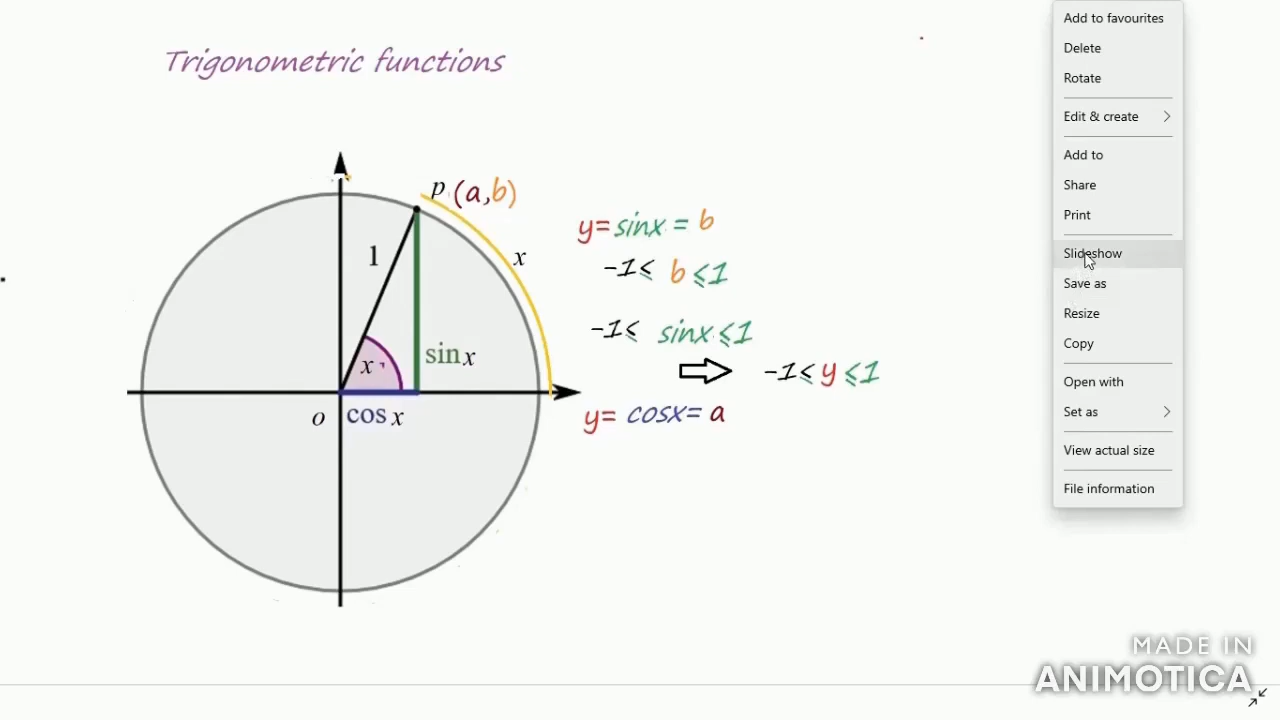 Trigonometric functions
p (a,b)
1
x
x
sin x
o
cos x
y= sinx = b
-1≤ b ≤1
-1≤ sinx ≤1
-1≤ y ≤1
y= cosx= a
Add to favourites
Delete
Rotate
Edit & create
Add to
Share
Print
Slideshow
Save as
Resize
Copy
Open with
Set as
View actual size
File information
MADE IN
ANIMOTICA